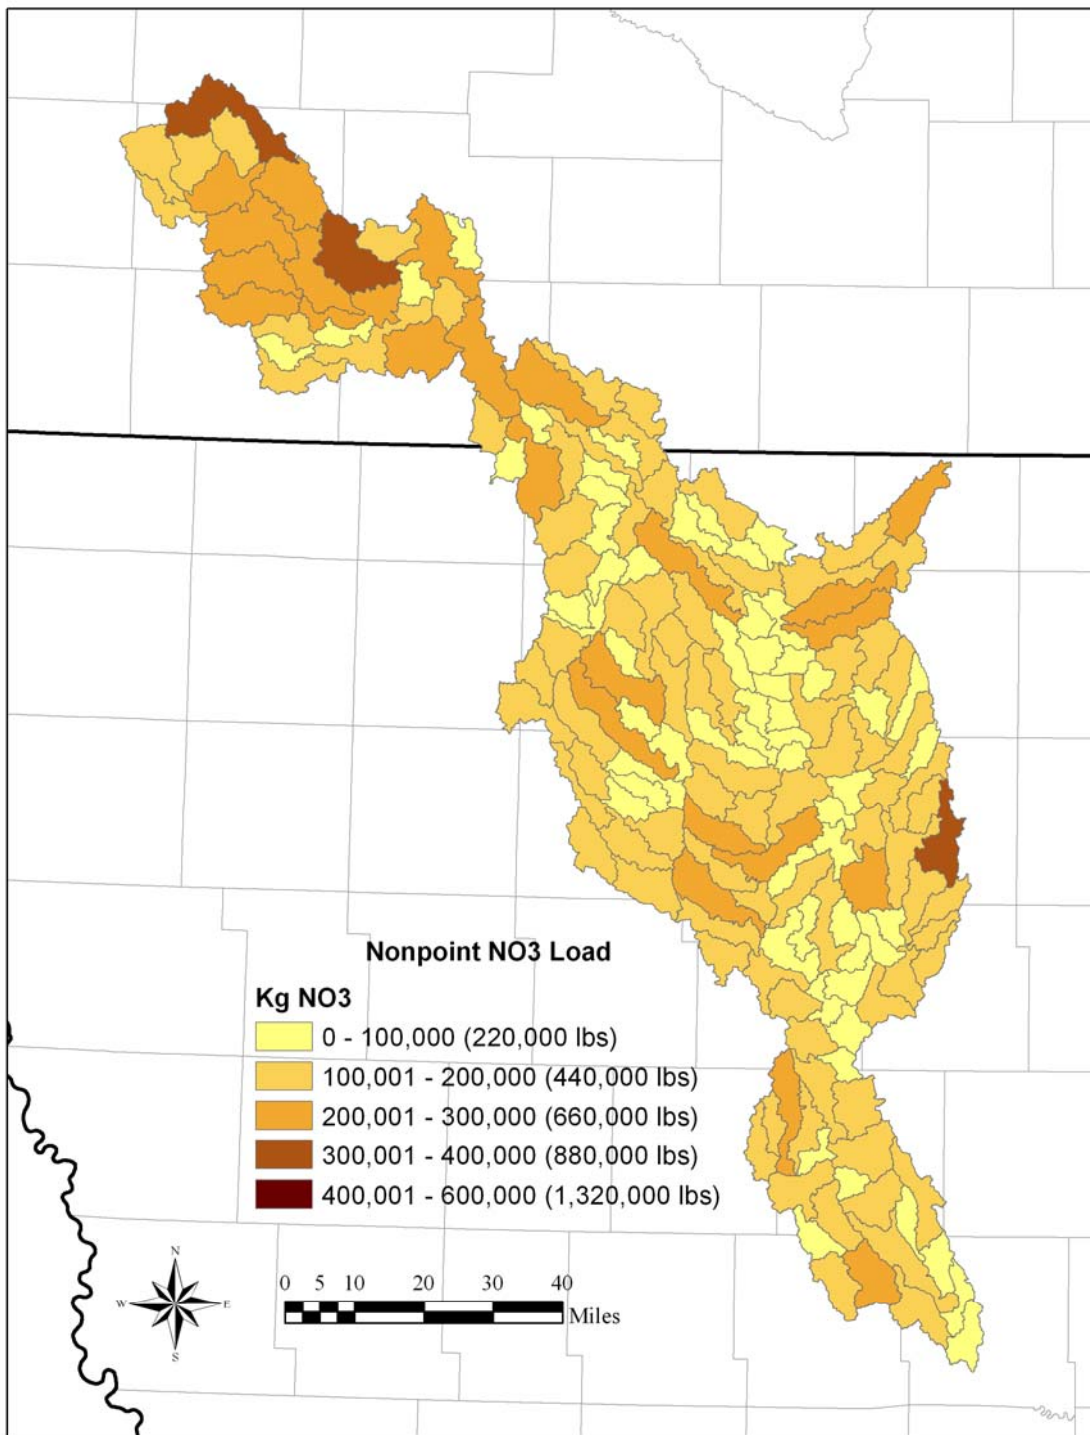 Nonpoint NO3 Load
Kg NO3
0 - 100,000 (220,000 lbs)
100,001 - 200,000 (440,000 lbs)
200,001 - 300,000 (660,000 lbs)
300,001 - 400,000 (880,000 lbs)
400,001 - 600,000 (1,320,000 lbs)
N
W E
S
0 5 10 20 30 40
Miles